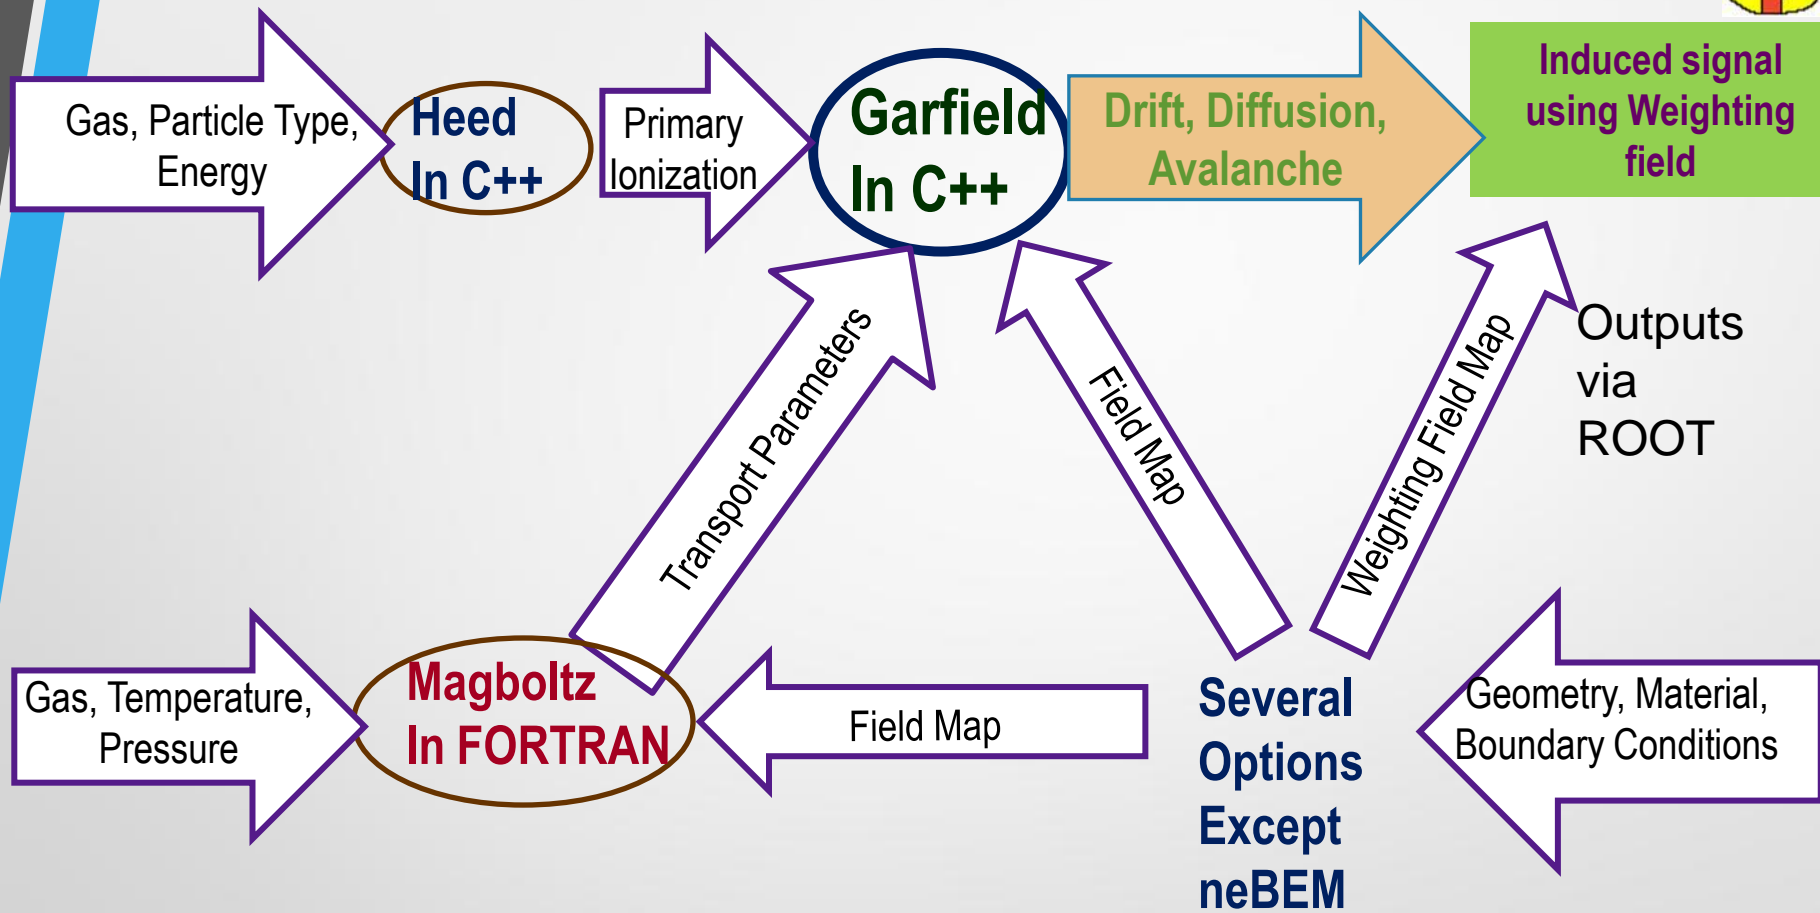 Gas, Particle Type,
Energy
Heed
In C++
Primary
Ionization
Garfield
In C++
Drift, Diffusion,
Avalanche
Induced signal
using Weighting
field
Transport Parameters
Field Map
Weighting Field Map
Outputs
via
ROOT
Gas, Temperature,
Pressure
Magboltz
In FORTRAN
Field Map
Several
Options
Except
neBEM
Geometry, Material,
Boundary Conditions